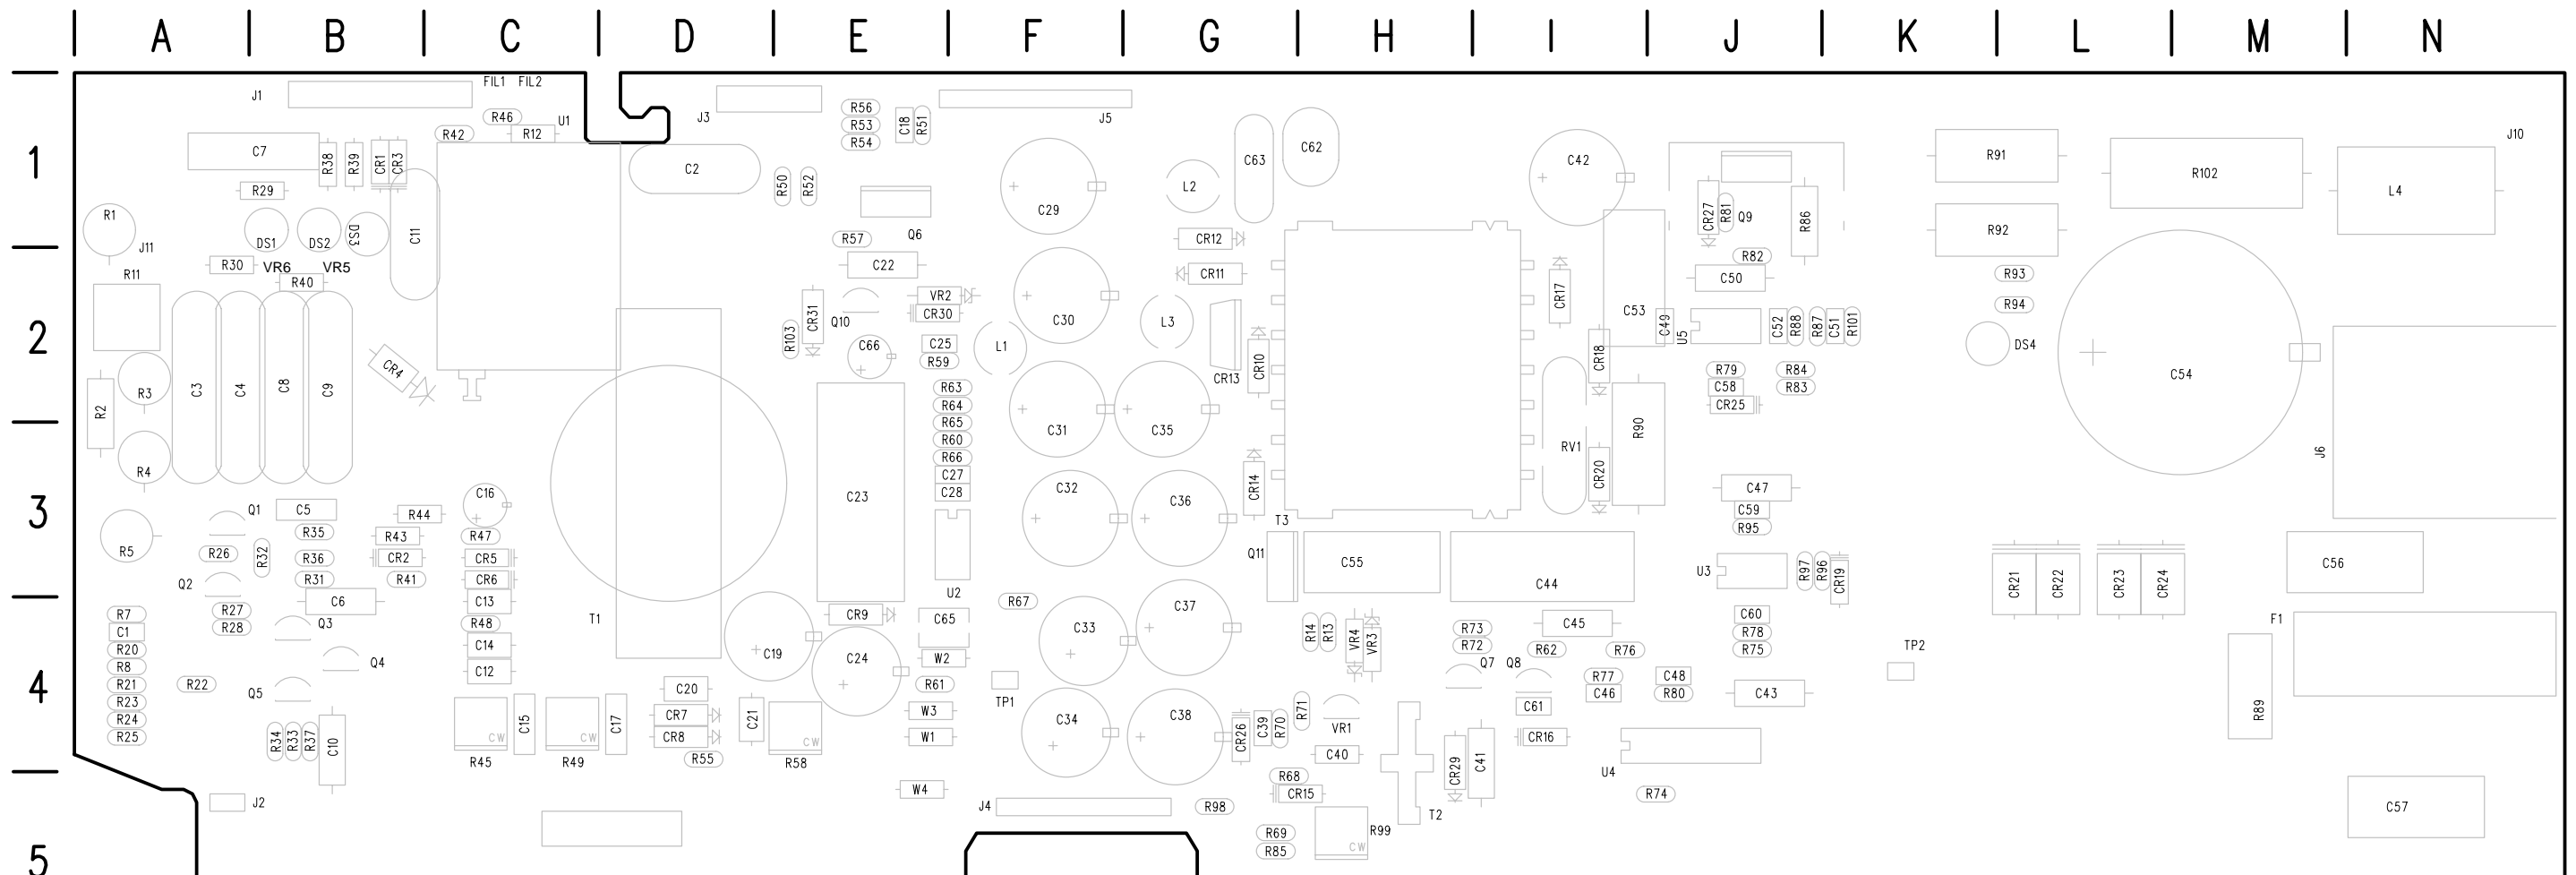 A B C D E F G H I J K L M N
FIL1 FIL2
J1 J3 J5 J10
R56
R46 U1 R53 C18 R51
R42 R12 R54
1
C7 R38 R39 CR1 CR3 C2 C63 C62 C42 R91
R29 R50 R52 L2 R102 L4
R1 C29 CR27 R81 Q9 R86
DS1 DS2 DS3 C11 R57 Q6 CR12 R92
J11
R30 VR6 VR5 C22 R82
R11 R40 CR11 C50 R93
VR2 CR17
CR31 CR30 C53 R94
2
Q10 C30 L3 C49 U5 C52 R88 R87 C51 R101
R103 C66 C25 L1 CR10 CR18 DS4
R59
CR4 CR13 R79 R84 C54
R3 C3 C4 C8 C9 R63 C58 R83
R2 R64 CR25
R65 C31 C35 R90
R60 RV1 J6
R4 R66 CR20
C27 CR14
C16 C23 C28 C32 C36 C47
3
Q1 C5 R44 C59
R35 R47 T3 R95
R5 R26 R32 R36 R43 CR2 CR5 Q11 C55 C56
Q2 R31 R41 CR6 U2 C44 U3 R97 R96 CR19 CR21 CR22 CR23 CR24
C6 C13 R67 C37
R7 R27 CR9 C60 F1
C1 R28 Q3 R48 T1 C65 C33 R14 R13 VR4 VR3 R73 C45 R78
R20 C14 C19 R72 R62 R76 R75 TP2
R8 Q4 C12 C24 W2 Q7 Q8
4
R21 R22 Q5 C20 R61 R77 C48
R23 TP1 C46 R80 C43
R24 CR7 C21 W3 C34 C38 C39 R70 R71 C61 R89
R25 R34 R33 R37 C10 CW C15 CW C17 CR8 CW W1 CR26 VR1 CR16
R45 R49 R55 R58 C40 CR29 C41 U4
R68
W4 CR15 R74
J2 J4 R98 T2 C57
R69 R99
5
R85 CW